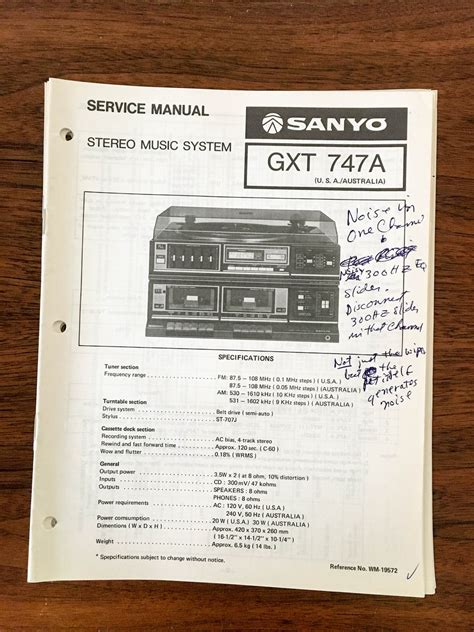 SERVICE MANUAL
STEREO MUSIC SYSTEM
SANYO
GXT 747A
(U. S. A./AUSTRALIA)
Noise in
One Channel
300 HZ Eq
Slider.
Disconnect
300HZ Slider
in that Channel
Not just the wiper
but the
pot itself
generates
noise
SPECIFICATIONS
Tuner section
Frequency range FM: 87.5 - 108 MHz ( 0.1 MHz steps ) ( U.S.A. )
87.5 - 108 MHz ( 0.05 MHz steps ) (AUSTRALIA )
AM: 530 - 1610 kHz ( 10 KHz steps ) ( U.S.A. )
531 - 1602 kHz ( 9 KHz steps ) ( AUSTRALIA )
Turntable section
Drive system Belt drive ( semi-auto )
Stylus ST-707J
Cassette deck section
Recording system AC bias, 4-track stereo
Rewind and fast forward time Approx. 120 sec. ( C-60 )
Wow and flutter 0.18% ( WRMS )
General
Output power 3.5W x 2 ( at 8 ohm, 10% distortion )
Inputs CD : 300 mV/ 47 kohms
Outputs SPEAKERS : 8 ohms
PHONES : 8 ohms
Power requirements AC : 120 V, 60 Hz ( U.S.A. )
240 V, 50 Hz ( AUSTRALIA )
Power comsumption 20 W ( U.S.A.) 30 W ( AUSTRALIA )
Dimentions ( W x D x H ) Approx. 420 x 370 x 260 mm
( 16-1/2" x 14-1/2" x 10-1/4" )
Weight Approx. 6.5 kg ( 14 lbs. )
* Specifications subject to change without notice.
Reference No. WM-19572